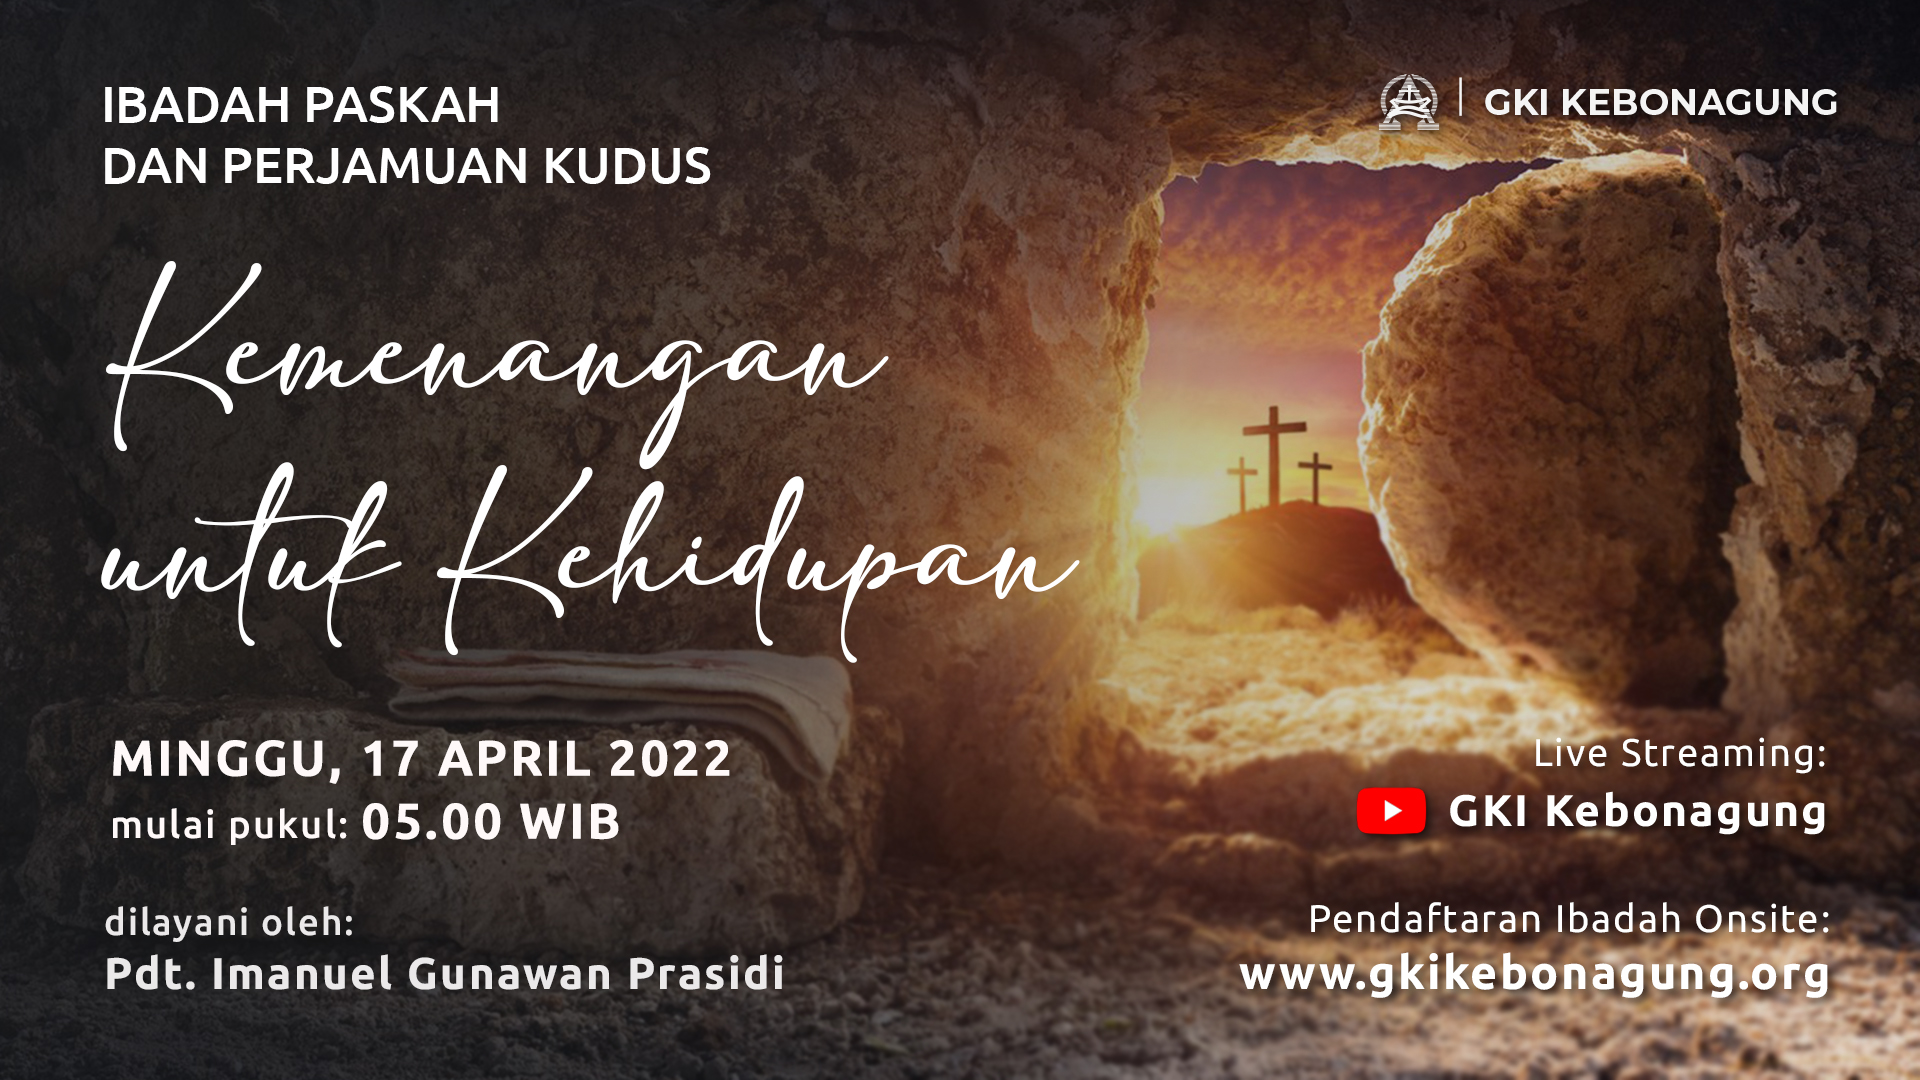 IBADAH PASKAH
DAN PERJAMUAN KUDUS
GKI KEBONAGUNG
Kemenangan
untuk Kehidupan
MINGGU, 17 APRIL 2022
mulai pukul: 05.00 WIB
dilayani oleh:
Pdt. Imanuel Gunawan Prasidi
Live Streaming:
GKI Kebonagung
Pendaftaran Ibadah Onsite:
www.gkikebonagung.org